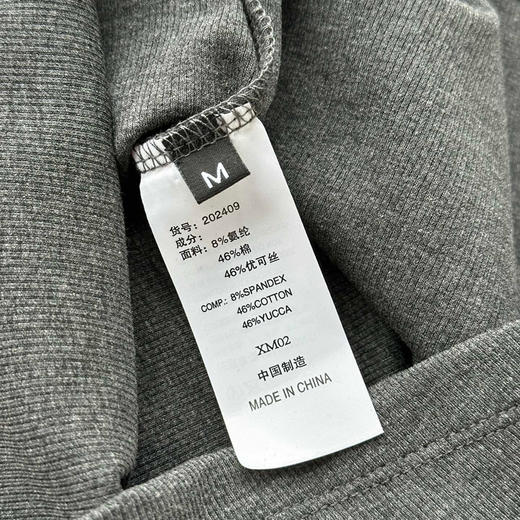 M
货号: 202409
成分:
面料: 8%氨纶
46%棉
46%优可丝
COMP.: 8%SPANDEX
46%COTTON
46%YUCCA
XM02
中国制造
MADE IN CHINA